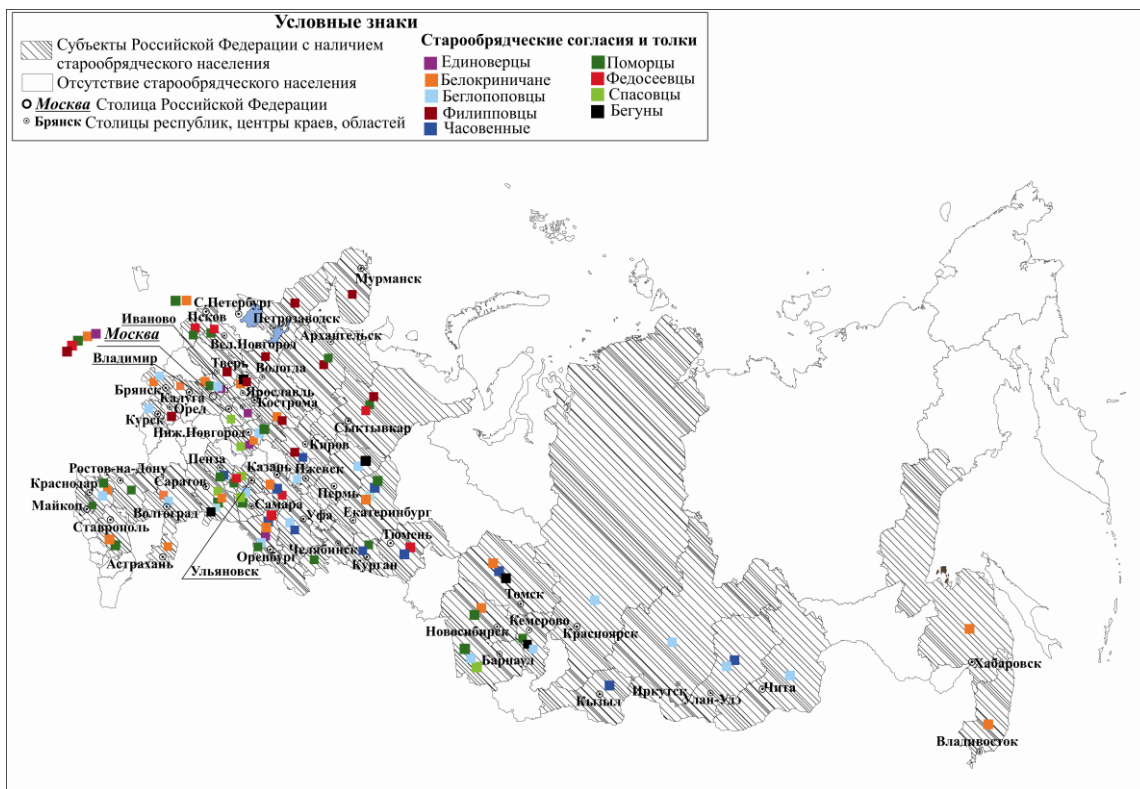 Условные знаки
Субъекты Российской Федерации с наличием
старообрядческого населения
Отсутствие старообрядческого населения
Москва Столица Российской Федерации
Брянск Столицы республик, центры краев, областей
Старообрядческие согласия и толки
Единоверцы
Белокриничане
Беглопоповцы
Филипповцы
Часовенные
Поморцы
Федосеевцы
Спасовцы
Бегуны
Мурманск
С.Петербург
Иваново
Псков
Петрозаводск
Москва
Вел.Новгород
Архангельск
Владимир
Тверь
Вологда
Брянск
Ярославль
Калуга
Кострома
Орел
Курск
Сыктывкар
Ниж.Новгород
Киров
Пенза
Казань
Ижевск
Ростов-на-Дону
Саратов
Краснодар
Пермь
Майкоп
Волгоград
Самара
Екатеринбург
Ставрополь
Уфа
Тюмень
Астрахань
Оренбург
Челябинск
Курган
Ульяновск
Томск
Кемерово
Новосибирск
Красноярск
Барнаул
Хабаровск
Кызыл
Иркутск
Улан-Удэ
Чита
Владивосток